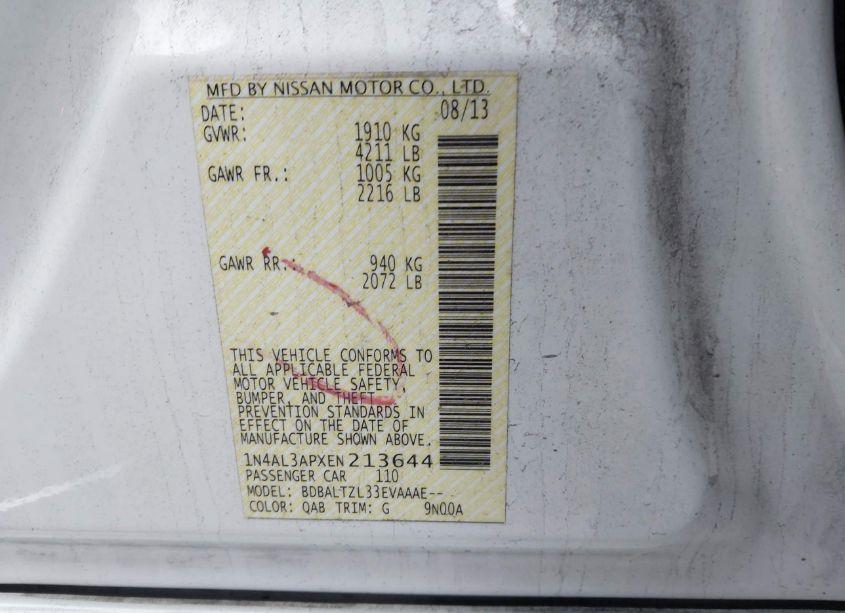 MFD BY NISSAN MOTOR CO., LTD.
DATE: 08/13
GVWR: 1910 KG
4211 LB
GAWR FR.: 1005 KG
2216 LB
GAWR RR.: 940 KG
2072 LB
THIS VEHICLE CONFORMS TO
ALL APPLICABLE FEDERAL
MOTOR VEHICLE SAFETY,
BUMPER, AND THEFT
PREVENTION STANDARDS IN
EFFECT ON THE DATE OF
MANUFACTURE SHOWN ABOVE.
1N4AL3APXEN213644
PASSENGER CAR 110
MODEL: BDBALTZL33EVAAAE--
COLOR: QAB TRIM: G 9N00A